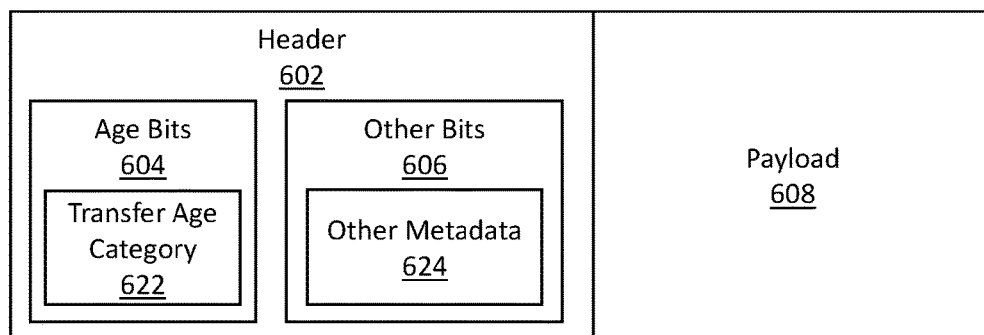 Header
602
Age Bits
604
Transfer Age
Category
622
Other Bits
606
Other Metadata
624
Payload
608